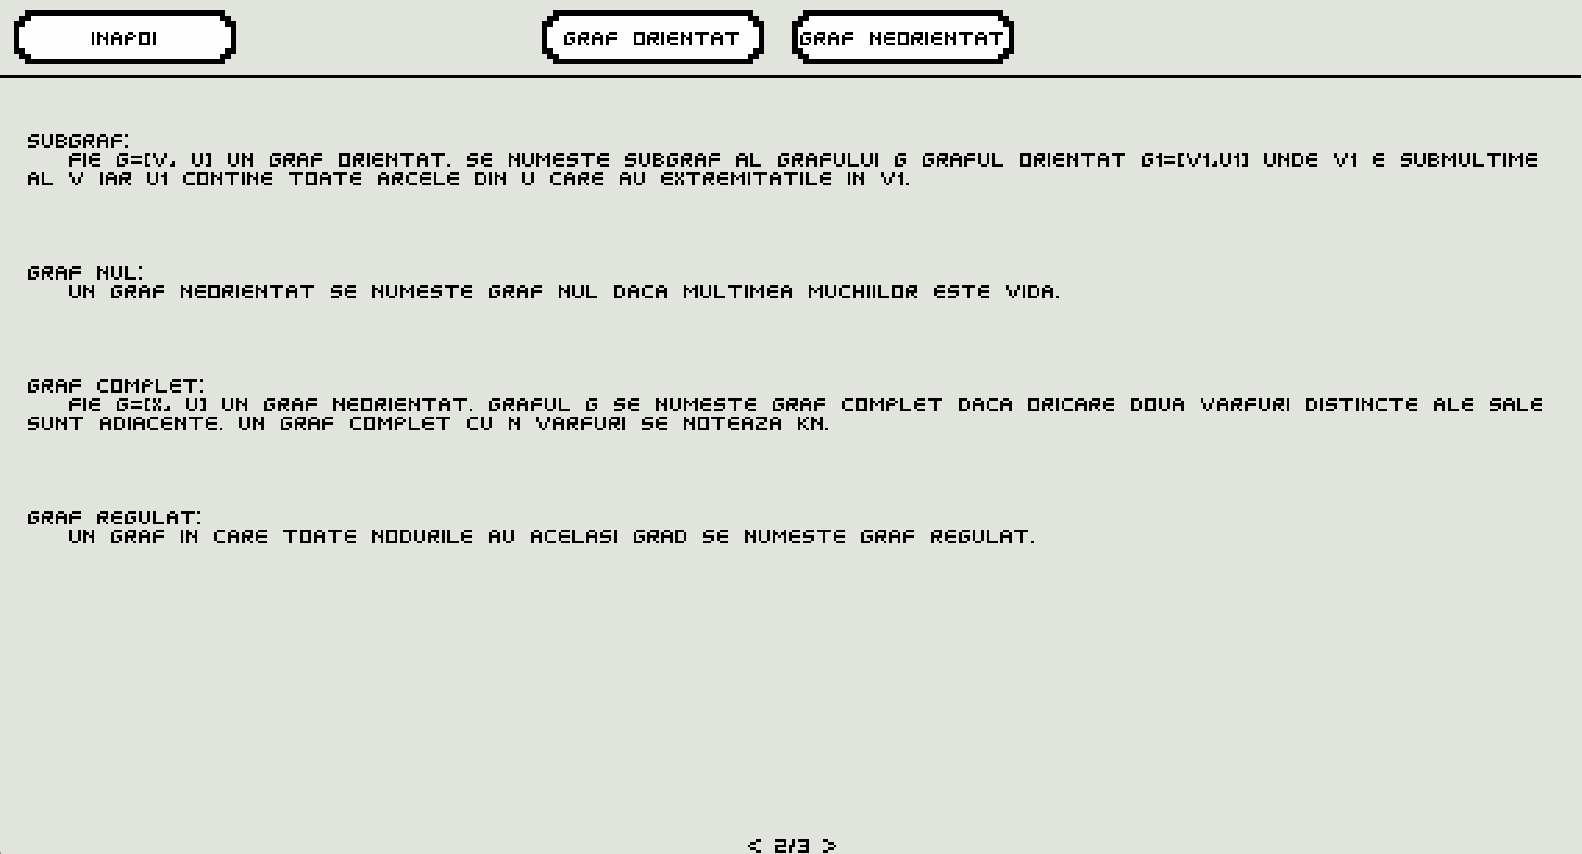 INAPOI
GRAF ORIENTAT
GRAF NEORIENTAT
SUBGRAF:
FIE G=[V, U] UN GRAF ORIENTAT. SE NUMESTE SUBGRAF AL GRAFULUI G GRAFUL ORIENTAT G1=[V1,U1] UNDE V1 E SUBMULTIME
AL V IAR U1 CONTINE TOATE ARCELE DIN U CARE AU EXTREMITATILE IN V1.
GRAF NUL:
UN GRAF NEORIENTAT SE NUMESTE GRAF NUL DACA MULTIMEA MUCHIILOR ESTE VIDA.
GRAF COMPLET:
FIE G=[X, U] UN GRAF NEORIENTAT. GRAFUL G SE NUMESTE GRAF COMPLET DACA ORICARE DOUA VARFURI DISTINCTE ALE SALE
SUNT ADIACENTE. UN GRAF COMPLET CU N VARFURI SE NOTEAZA KN.
GRAF REGULAT:
UN GRAF IN CARE TOATE NODURILE AU ACELASI GRAD SE NUMESTE GRAF REGULAT.
< 2/3 >